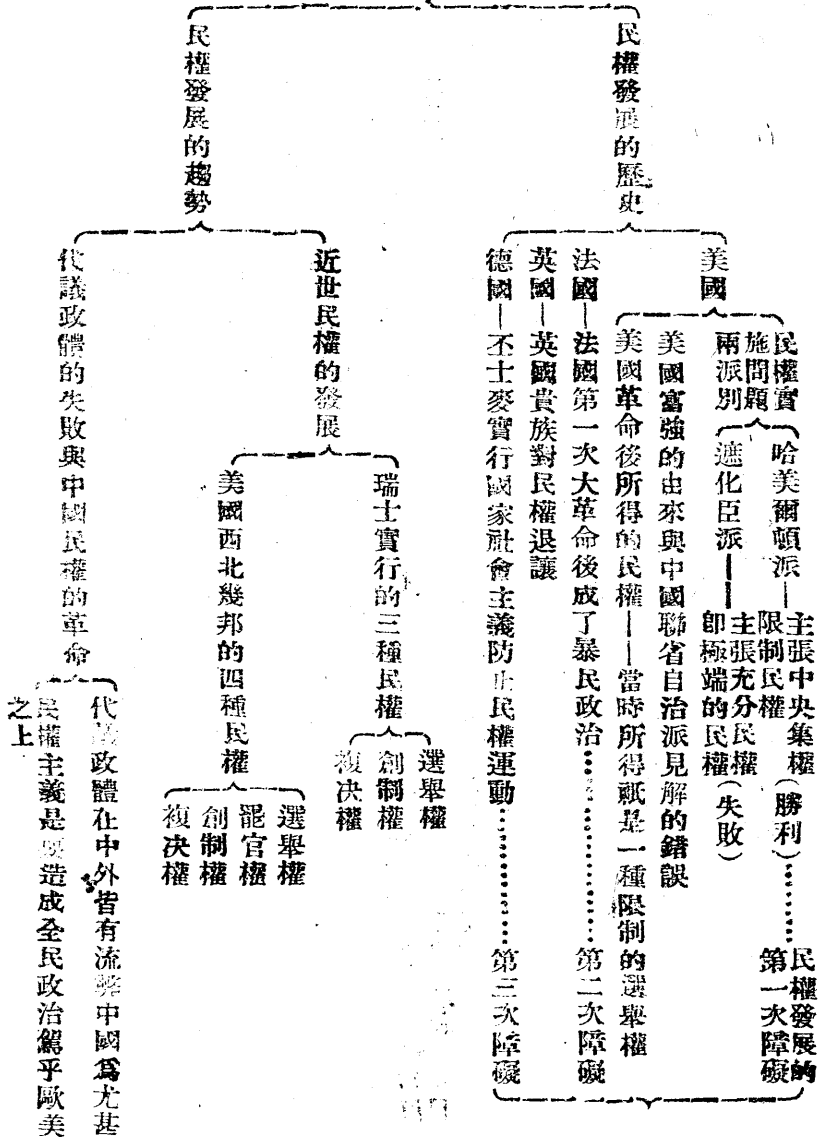 民權發展的歷史
美國
民權實
施問題
兩派別
哈美爾頓派—
主張中央集權
限制民權
(勝利)………
民權發展的
第一次障礙
進化臣派—
主張充分民權
卽極端的民權
(失敗)
美國富強的由來與中國聯省自治派見解的錯誤
美國革命後所得的民權——當時所得祇是一種限制的選舉權
法國—法國第一次大革命後成了暴民政治………………第二次障礙
英國—英國貴族對民權退讓
德國—丕士麥實行國家社會主義防止民權運動………………第三次障礙
民權發展的趨勢
近世民權的發展
瑞士實行的三種民權
選舉權
創制權
複決權
美國西北幾邦的四種民權
選舉權
罷官權
創制權
複決權
代議政體的失敗與中國民權的革命
代議政體在中外皆有流弊中國爲尤甚
民權主義是要造成全民政治駕乎歐美
之上